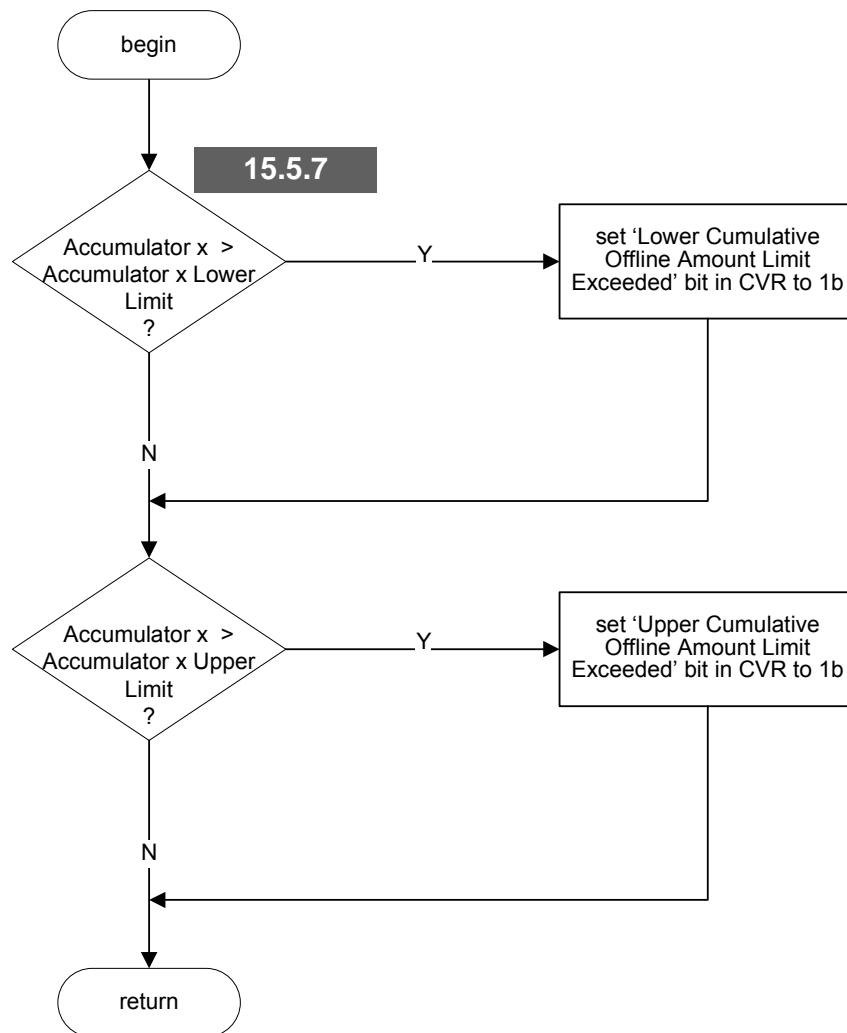 begin
15.5.7
Accumulator x >
Accumulator x Lower
Limit
?
Y
set ‘Lower Cumulative
Offline Amount Limit
Exceeded’ bit in CVR to 1b
N
Accumulator x >
Accumulator x Upper
Limit
?
Y
set ‘Upper Cumulative
Offline Amount Limit
Exceeded’ bit in CVR to 1b
N
return